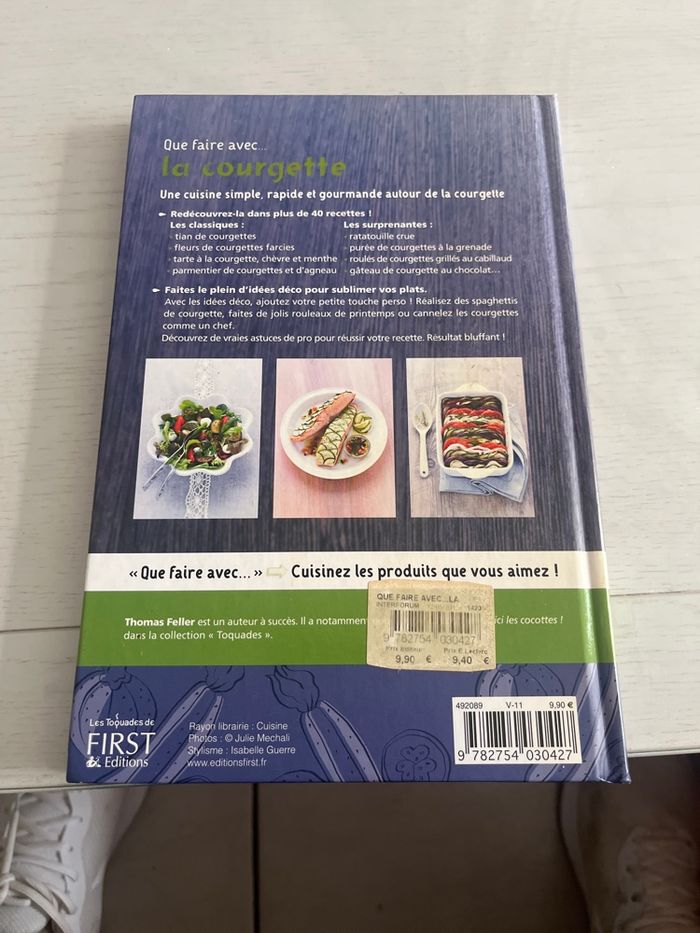 Que faire avec...
la courgette
Une cuisine simple, rapide et gourmande autour de la courgette
Redécouvrez-la dans plus de 40 recettes !
Les classiques :
tian de courgettes
fleurs de courgettes farcies
tarte à la courgette, chèvre et menthe
parmentier de courgettes et d'agneau
Les surprenantes :
ratatouille crue
purée de courgettes à la grenade
roulés de courgettes grillés au cabillaud
gâteau de courgette au chocolat...
Faites le plein d'idées déco pour sublimer vos plats.
Avec les idées déco, ajoutez votre petite touche perso ! Réalisez des spaghettis
de courgette, faites de jolis rouleaux de printemps ou cannelez les courgettes
comme un chef.
Découvrez de vraies astuces de pro pour réussir votre recette. Résultat bluffant !
« Que faire avec... » Cuisinez les produits que vous aimez !
Thomas Feller est un auteur à succès. Il a notamment ici les cocottes !
dans la collection « Toquades ».
QUE FAIRE AVEC...LA
INTERFORUM 1423
9 782754 030427
Prix Prix E.Leclerc
9,90 € 9,40 €
Les Toquades de
FIRST
Editions
Rayon librairie : Cuisine
Photos : © Julie Mechali
Stylisme : Isabelle Guerre
www.editionsfirst.fr
492089 V-11 9,90 €
9 782754 030427